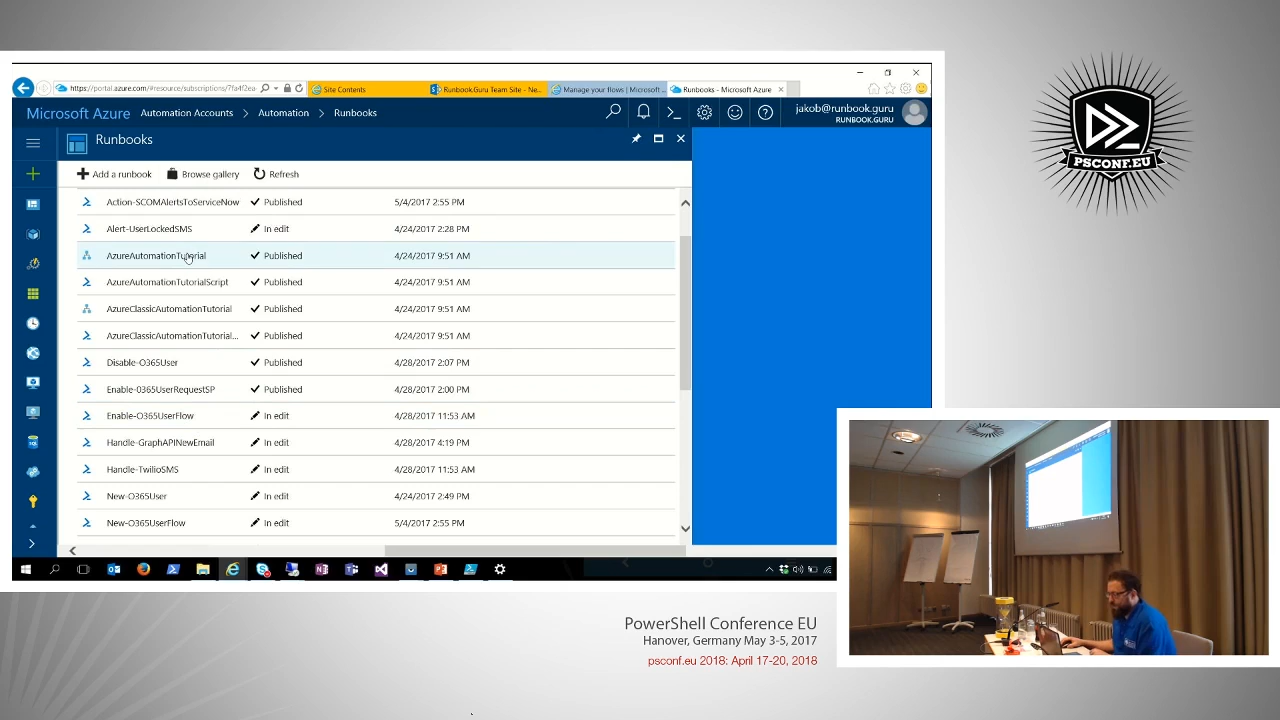 https://portal.azure.com/#resource/subscriptions/7fa4f2ea
Site Contents
Runbook.Guru Team Site - Ne...
Manage your flows | Microsoft ...
Runbooks - Microsoft Azure
Microsoft Azure Automation Accounts > Automation > Runbooks
jakob@runbook.guru
RUNBOOK.GURU
Runbooks
Add a runbook Browse gallery Refresh
Action-SCOMAlertsToServiceNow Published 5/4/2017 2:55 PM
Alert-UserLockedSMS In edit 4/24/2017 2:28 PM
AzureAutomationTutorial Published 4/24/2017 9:51 AM
AzureAutomationTutorialScript Published 4/24/2017 9:51 AM
AzureClassicAutomationTutorial Published 4/24/2017 9:51 AM
AzureClassicAutomationTutorial... Published 4/24/2017 9:51 AM
Disable-O365User Published 4/28/2017 2:07 PM
Enable-0365UserRequestSP Published 4/28/2017 2:00 PM
Enable-O365UserFlow In edit 4/28/2017 11:53 AM
Handle-GraphAPINewEmail In edit 4/28/2017 4:19 PM
Handle-TwilioSMS In edit 4/28/2017 11:53 AM
New-O365User In edit 4/24/2017 2:49 PM
New-O365UserFlow In edit 5/4/2017 2:55 PM
PSCONF.EU
PowerShell Conference EU
Hanover, Germany May 3-5, 2017
psconf.eu 2018: April 17-20, 2018